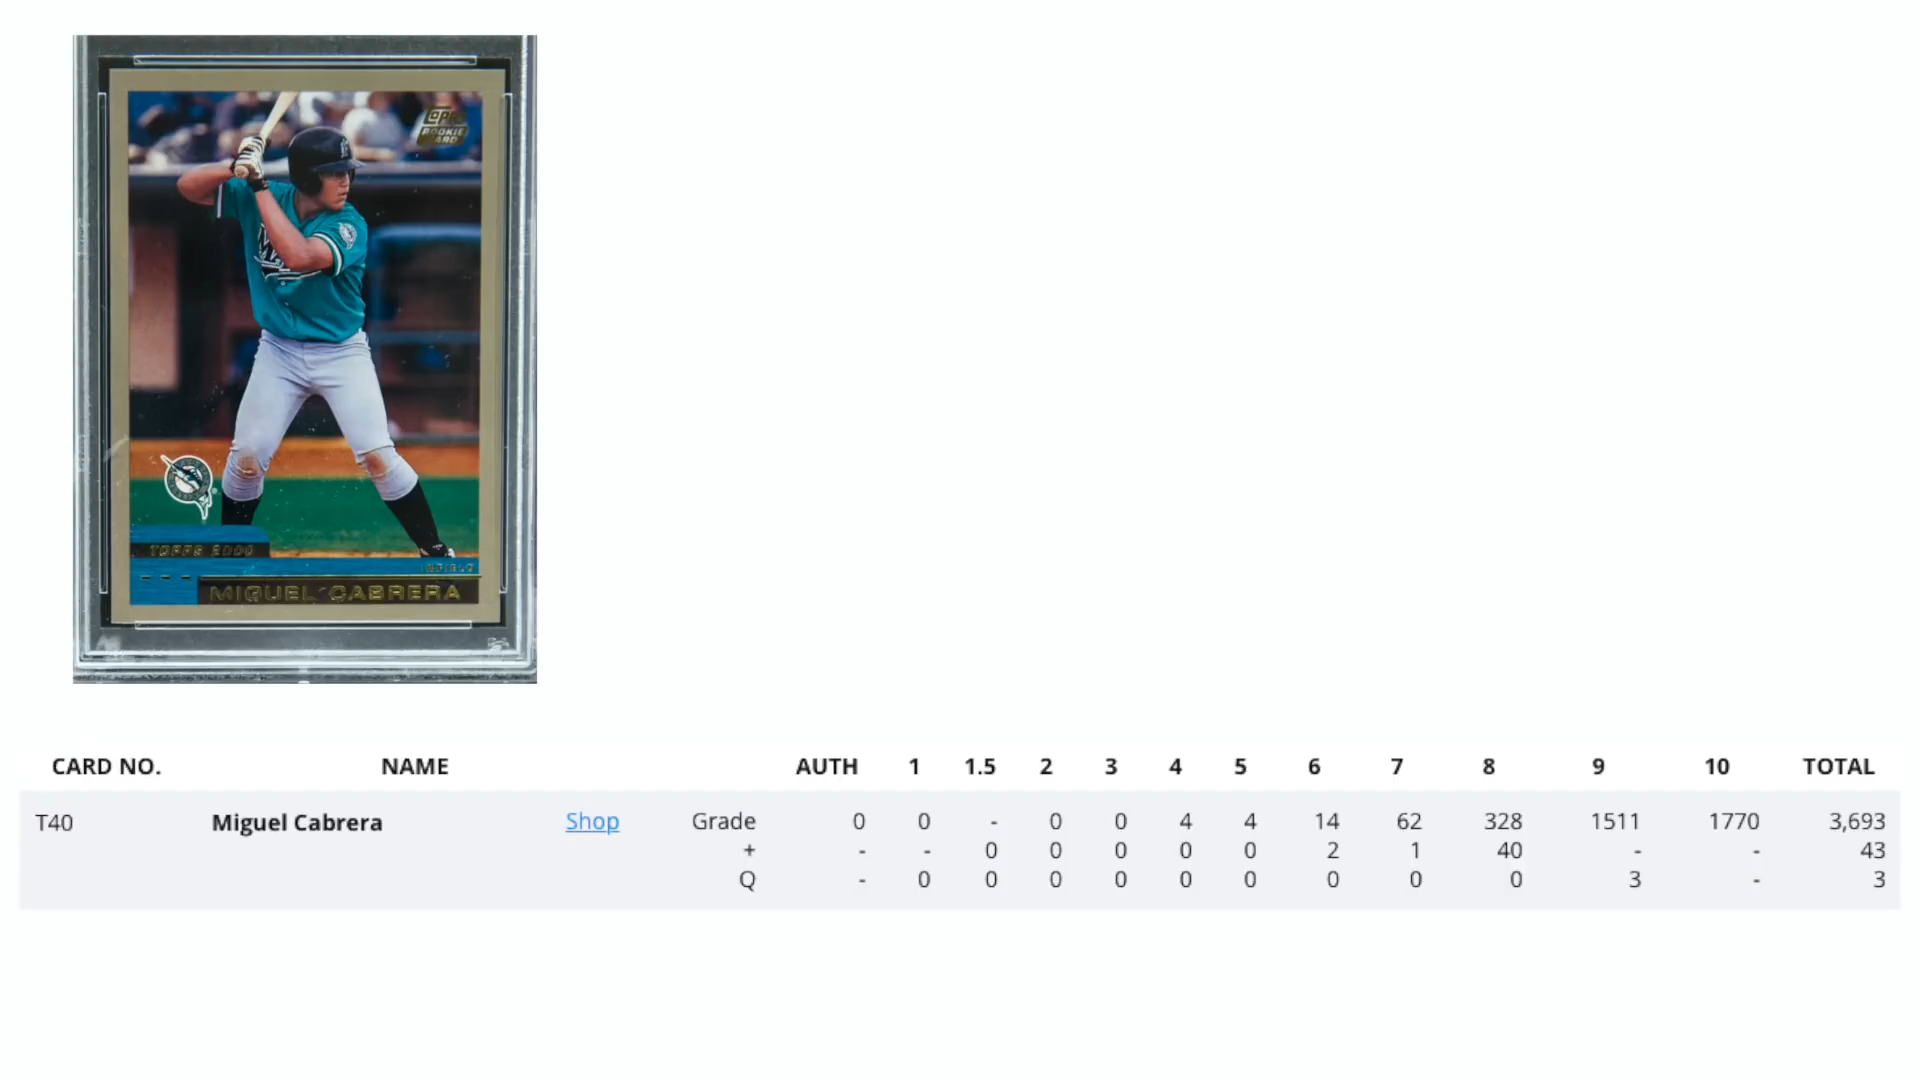 TOPPS
ROOKIE
CARD
TOPPS 2000
INFIELD
MIGUEL CABRERA
CARD NO. NAME AUTH 1 1.5 2 3 4 5 6 7 8 9 10 TOTAL
T40 Miguel Cabrera Shop Grade 0 0 - 0 0 4 4 14 62 328 1511 1770 3,693
+ - - 0 0 0 0 0 2 1 40 - - 43
Q - 0 0 0 0 0 0 0 0 0 3 - 3